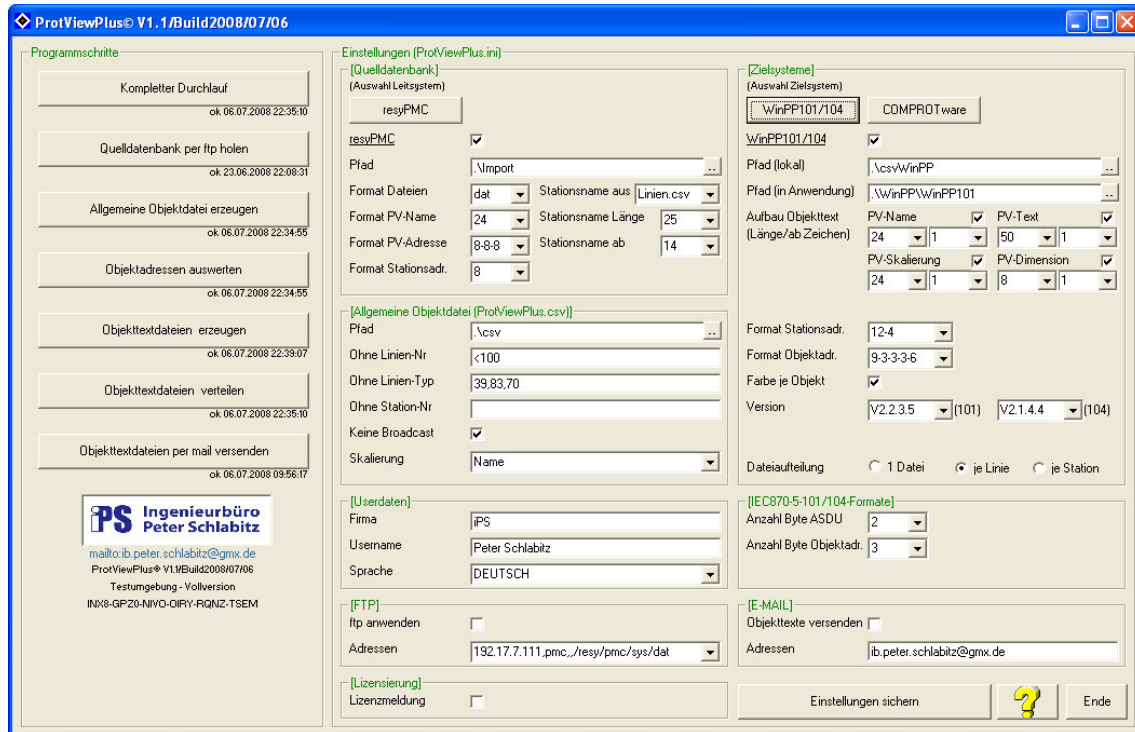 ProtViewPlus© V1.1/Build2008/07/06
Programmschritte
Kompletter Durchlauf
ok 06.07.2008 22:35:10
Quelldatenbank per ftp holen
ok 23.06.2008 22:08:31
Allgemeine Objektdatei erzeugen
ok 06.07.2008 22:34:55
Objektadressen auswerten
ok 06.07.2008 22:34:55
Objekttextdateien erzeugen
ok 06.07.2008 22:39:07
Objekttextdateien verteilen
ok 06.07.2008 22:35:10
Objekttextdateien per mail versenden
ok 06.07.2008 09:56:17
iPS Ingenieurbüro
Peter Schlabitz
mailto:ib.peter.schlabitz@gmx.de
ProtViewPlus® V1.1/Build2008/07/06
Testumgebung - Vollversion
INX8-GPZ0-NIVO-OIRY-RQNZ-TSEM
Einstellungen (ProtViewPlus.ini)
[Quelldatenbank]
(Auswahl Leitsystem)
resyPMC
resyPMC
Pfad .\Import ..
Format Dateien dat Stationsname aus Linien.csv
Format PV-Name 24 Stationsname Länge 25
Format PV-Adresse 8-8-8 Stationsname ab 14
Format Stationsadr. 8
[Allgemeine Objektdatei (ProtViewPlus.csv)]
Pfad .\csv ..
Ohne Linien-Nr <100
Ohne Linien-Typ 39,83,70
Ohne Station-Nr
Keine Broadcast
Skalierung Name
[Userdaten]
Firma iPS
Username Peter Schlabitz
Sprache DEUTSCH
[FTP]
ftp anwenden
Adressen 192.17.7.111,pmc,,/resy/pmc/sys/dat
[Lizensierung]
Lizenzmeldung
[Zielsysteme]
(Auswahl Zielsystem)
WinPP101/104 COMPROTware
WinPP101/104
Pfad (lokal) .\csv\WinPP ..
Pfad (in Anwendung) .\WinPP\WinPP101 ..
Aufbau Objekttext PV-Name PV-Text
(Länge/ab Zeichen) 24 1 50 1
PV-Skalierung PV-Dimension
24 1 8 1
Format Stationsadr. 12-4
Format Objektadr. 9-3-3-3-6
Farbe je Objekt
Version V2.2.3.5 (101) V2.1.4.4 (104)
Dateiaufteilung 1 Datei je Linie je Station
[IEC870-5-101/104-Formate]
Anzahl Byte ASDU 2
Anzahl Byte Objektadr. 3
[E-MAIL]
Objekttexte versenden
Adressen ib.peter.schlabitz@gmx.de
Einstellungen sichern ? Ende